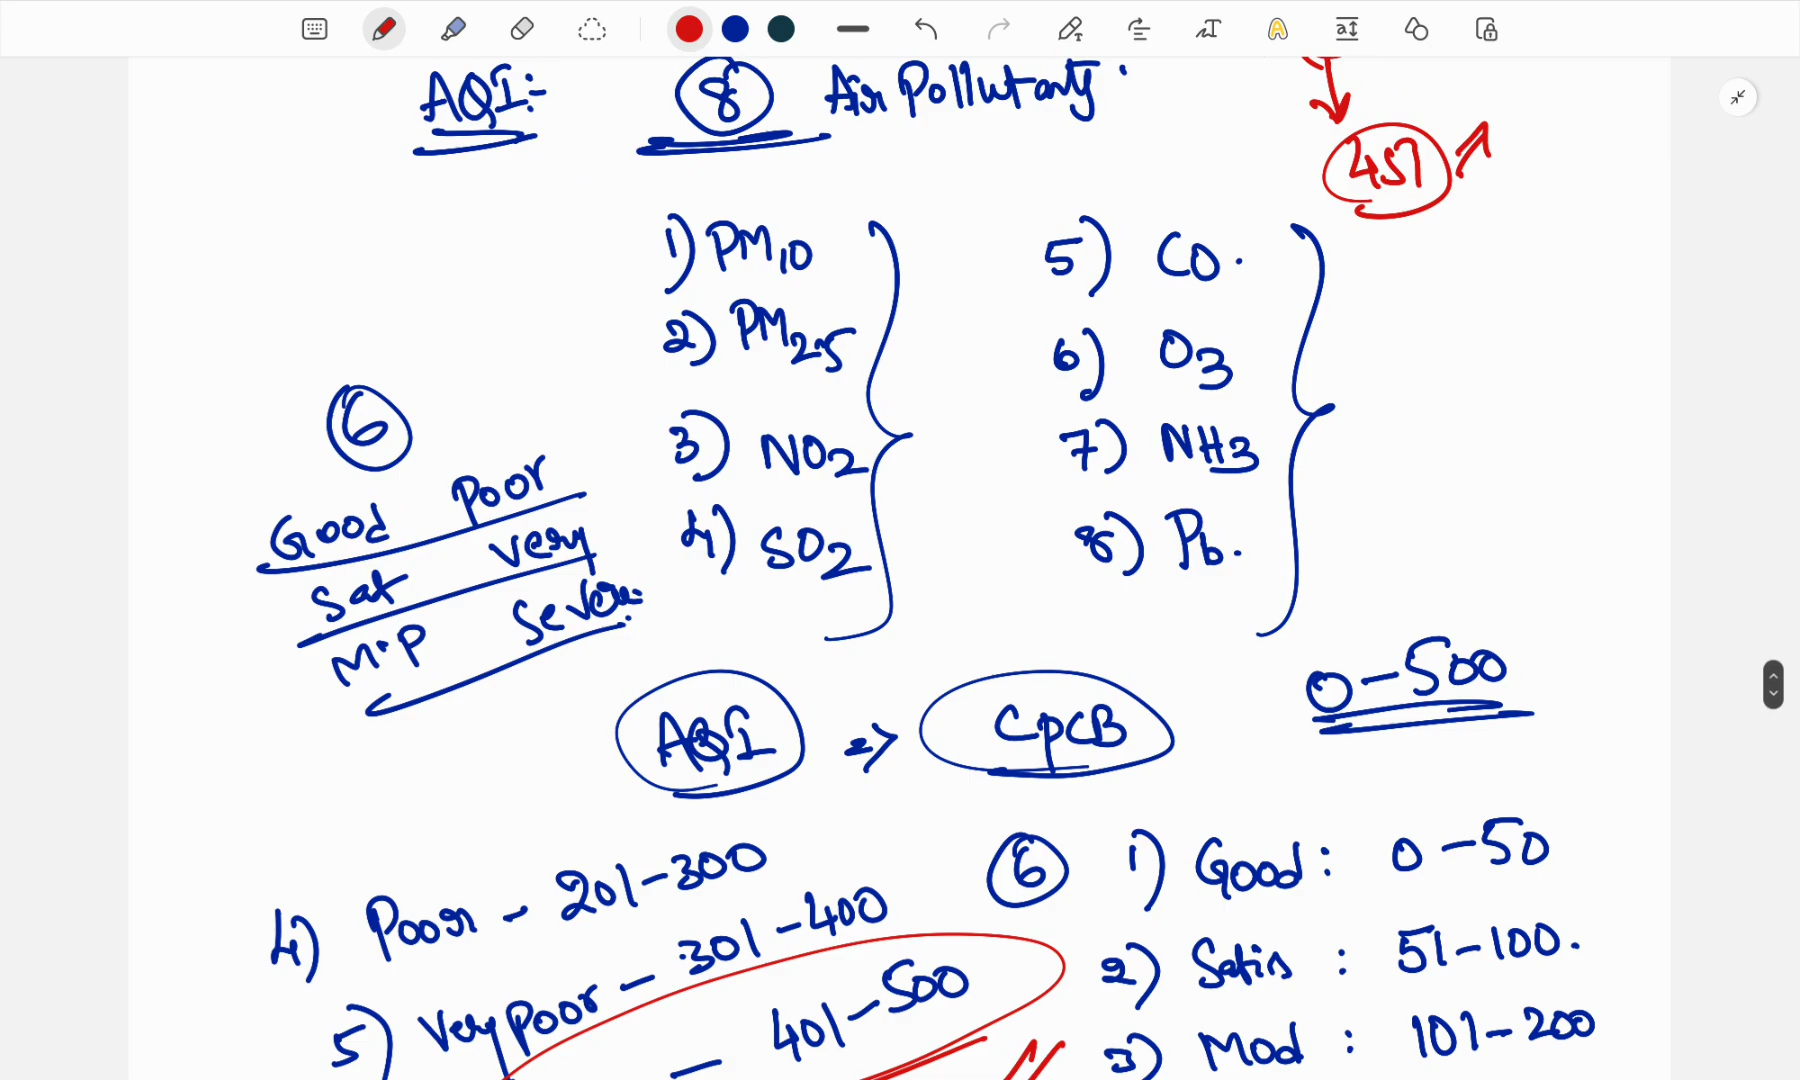 AQI:- 8 Air Pollutants.
457
1) PM10
5) CO.
2) PM2.5
6) O3
3) NO2
7) NH3
4) SO2
8) Pb.
6
Good Poor
Sat Very
M.P Severe
0-500
AQI => CPCB
6 1) Good: 0-50
2) Satis : 51-100.
3) Mod : 101-200
4) Poor - 201-300
5) Very poor - 301-400
- 401-500